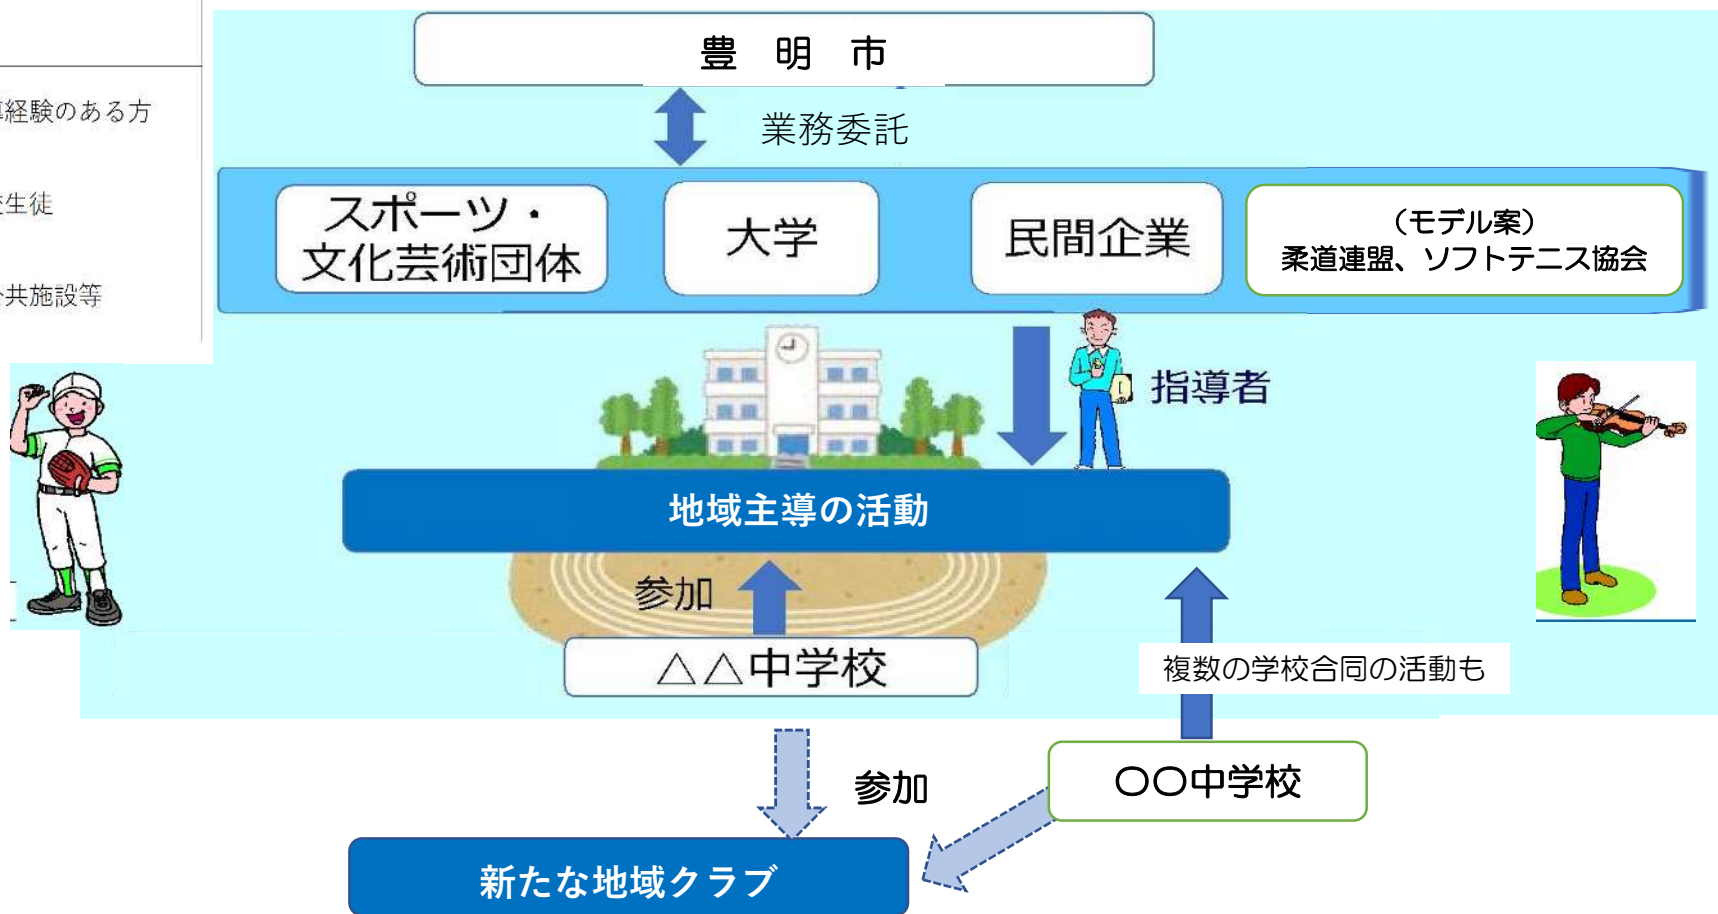 豊 明 市
経験のある方
業務委託
生徒
スポーツ・
文化芸術団体
大学
民間企業
（モデル案）
柔道連盟、ソフトテニス協会
共施設等
指導者
地域主導の活動
参加
△△中学校
複数の学校合同の活動も
参加
〇〇中学校
新たな地域クラブ